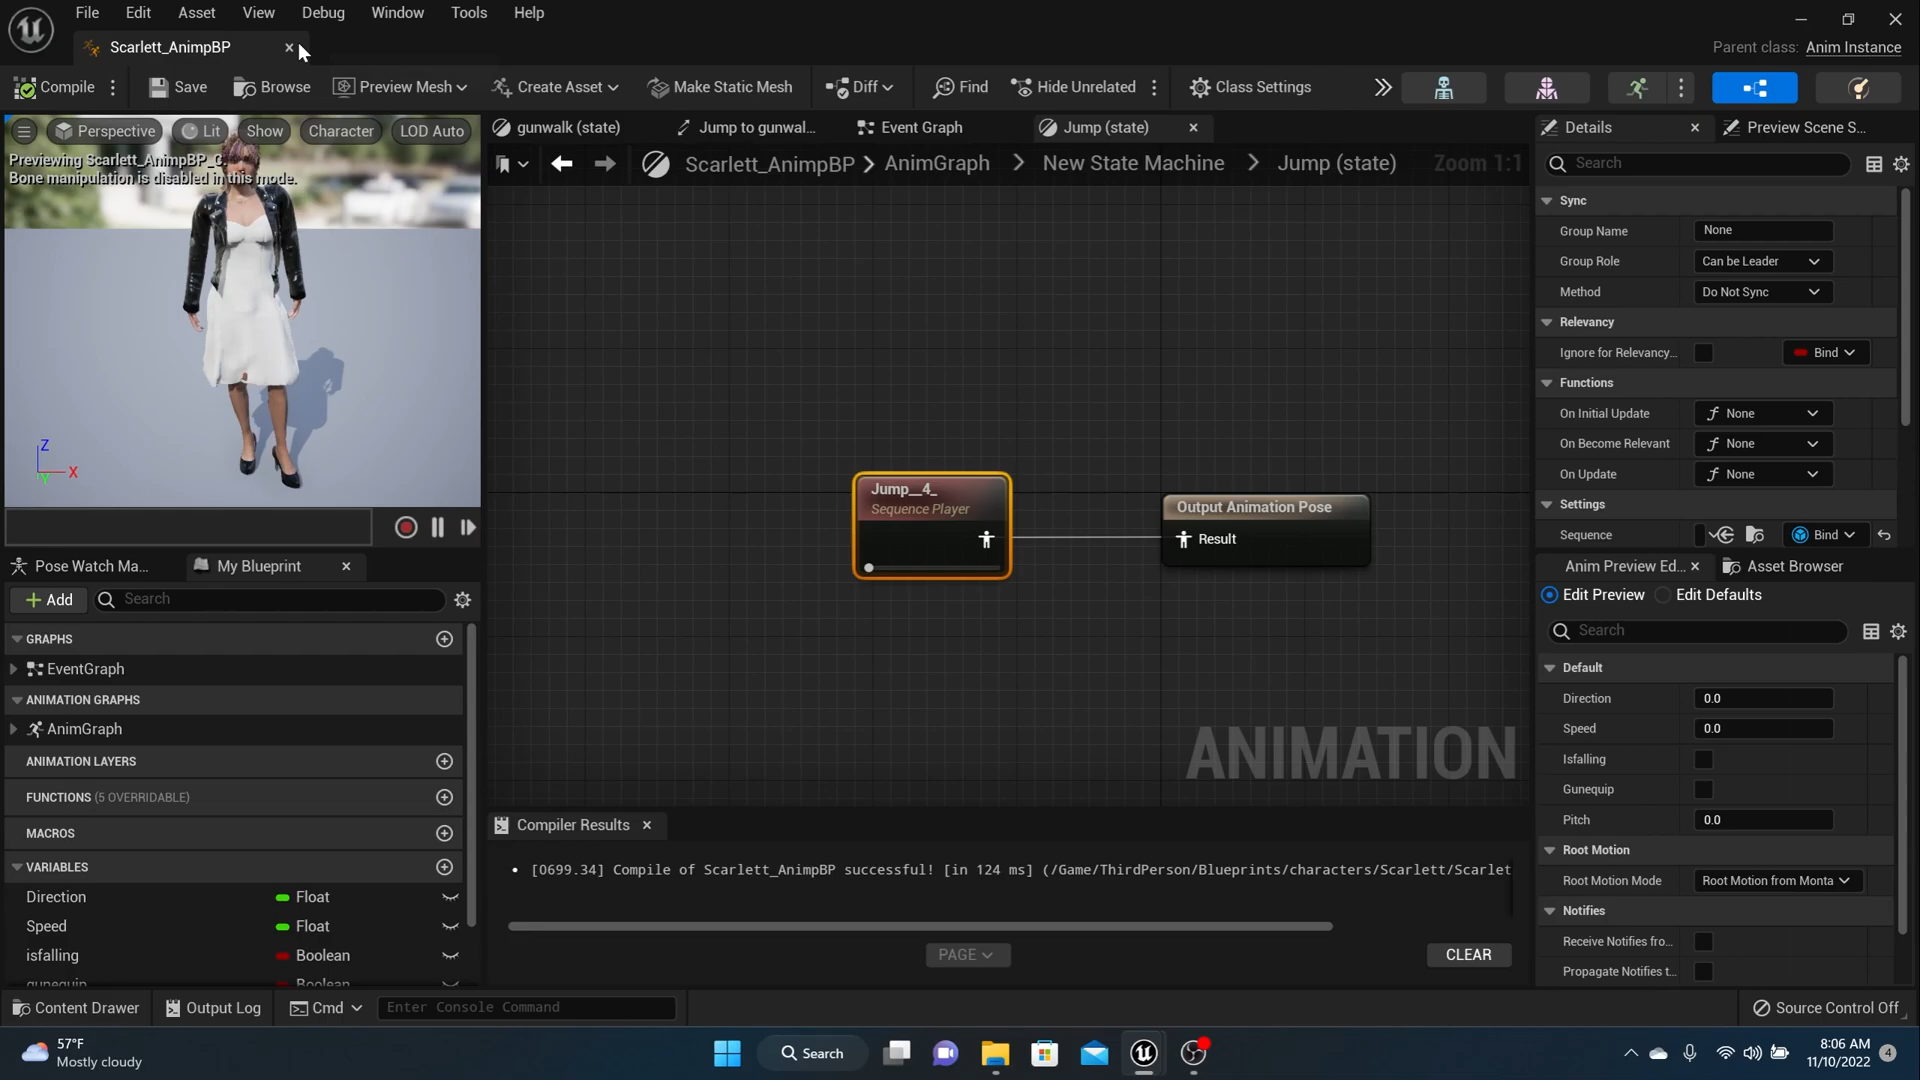 File Edit Asset View Debug Window Tools Help
Scarlett_AnimpBP
Parent class: Anim Instance
Compile Save Browse Preview Mesh Create Asset Make Static Mesh Diff Find Hide Unrelated Class Settings
Perspective Lit Show Character LOD Auto
Previewing Scarlett_AnimpBP_C.
Bone manipulation is disabled in this mode.
Z
X
Y
gunwalk (state) Jump to gunwal... Event Graph Jump (state)
Scarlett_AnimpBP > AnimGraph > New State Machine > Jump (state) Zoom 1:1
Jump__4_
Sequence Player
Output Animation Pose
Result
ANIMATION
Details Preview Scene S...
Search
Sync
Group Name None
Group Role Can be Leader
Method Do Not Sync
Relevancy
Ignore for Relevancy... Bind
Functions
On Initial Update None
On Become Relevant None
On Update None
Settings
Sequence Bind
Pose Watch Ma... My Blueprint
+ Add Search
GRAPHS
EventGraph
ANIMATION GRAPHS
AnimGraph
ANIMATION LAYERS
FUNCTIONS (5 OVERRIDABLE)
MACROS
VARIABLES
Direction Float
Speed Float
isfalling Boolean
gunequip Boolean
Compiler Results
[0699.34] Compile of Scarlett_AnimpBP successful! [in 124 ms] (/Game/ThirdPerson/Blueprints/characters/Scarlett/Scarlet
PAGE CLEAR
Anim Preview Ed... Asset Browser
Edit Preview Edit Defaults
Search
Default
Direction 0.0
Speed 0.0
Isfalling
Gunequip
Pitch 0.0
Root Motion
Root Motion Mode Root Motion from Monta
Notifies
Receive Notifies fro...
Propagate Notifies t...
Content Drawer Output Log Cmd Enter Console Command Source Control Off
57°F
Mostly cloudy
Search
8:06 AM
11/10/2022
4